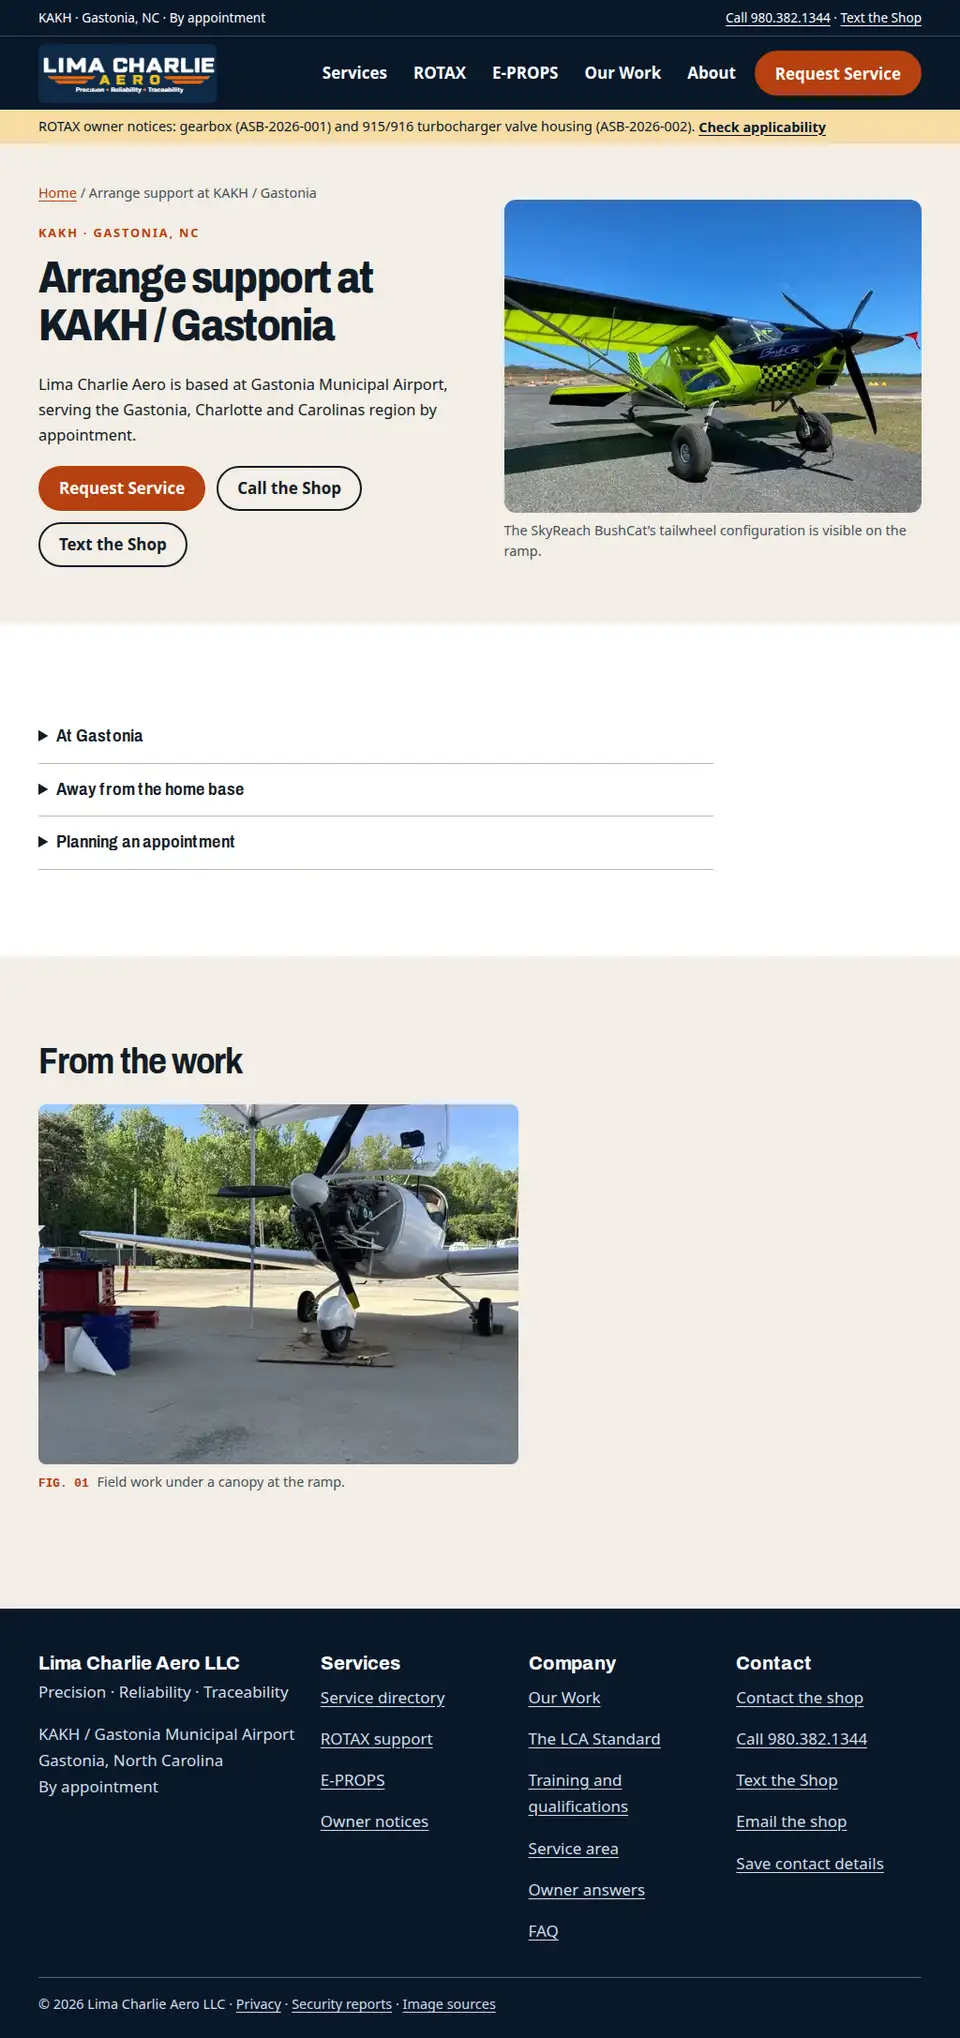 KAKH · Gastonia, NC · By appointment
Call 980.382.1344 · Text the Shop
LIMA CHARLIE
AERO
Precision • Reliability • Traceability
Services
ROTAX
E-PROPS
Our Work
About
Request Service
ROTAX owner notices: gearbox (ASB-2026-001) and 915/916 turbocharger valve housing (ASB-2026-002). Check applicability
Home / Arrange support at KAKH / Gastonia
KAKH · GASTONIA, NC
Arrange support at
KAKH / Gastonia
Lima Charlie Aero is based at Gastonia Municipal Airport,
serving the Gastonia, Charlotte and Carolinas region by
appointment.
Request Service
Call the Shop
Text the Shop
BushCat
The SkyReach BushCat’s tailwheel configuration is visible on the
ramp.
At Gastonia
Away from the home base
Planning an appointment
From the work
FIG. 01 Field work under a canopy at the ramp.
Lima Charlie Aero LLC
Precision · Reliability · Traceability
KAKH / Gastonia Municipal Airport
Gastonia, North Carolina
By appointment
Services
Service directory
ROTAX support
E-PROPS
Owner notices
Company
Our Work
The LCA Standard
Training and
qualifications
Service area
Owner answers
FAQ
Contact
Contact the shop
Call 980.382.1344
Text the Shop
Email the shop
Save contact details
© 2026 Lima Charlie Aero LLC · Privacy · Security reports · Image sources